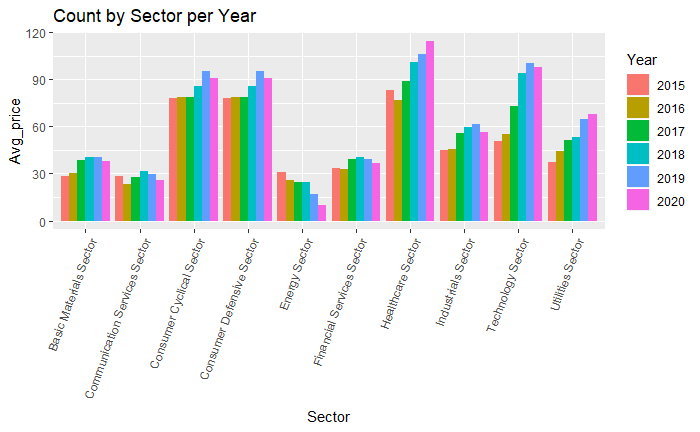 Count by Sector per Year
Avg_price
120
90
60
30
0
Basic Materials Sector
Communication Services Sector
Consumer Cyclical Sector
Consumer Defensive Sector
Energy Sector
Financial Services Sector
Healthcare Sector
Industrials Sector
Technology Sector
Utilities Sector
Sector
Year
2015
2016
2017
2018
2019
2020